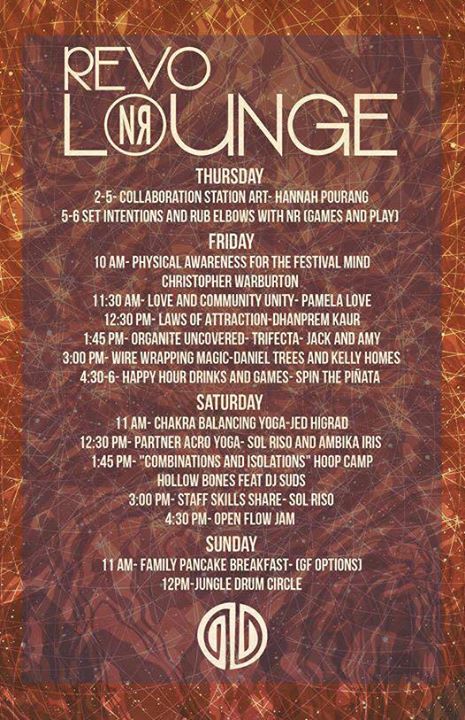 REVO
LOUNGE
NR
THURSDAY
2-5- COLLABORATION STATION ART- HANNAH POURANG
5-6 SET INTENTIONS AND RUB ELBOWS WITH NR (GAMES AND PLAY)
FRIDAY
10 AM- PHYSICAL AWARENESS FOR THE FESTIVAL MIND
CHRISTOPHER WARBURTON
11:30 AM- LOVE AND COMMUNITY UNITY- PAMELA LOVE
12:30 PM- LAWS OF ATTRACTION-DHANPREM KAUR
1:45 PM- ORGANITE UNCOVERED- TRIFECTA- JACK AND AMY
3:00 PM- WIRE WRAPPING MAGIC-DANIEL TREES AND KELLY HOMES
4:30-6- HAPPY HOUR DRINKS AND GAMES- SPIN THE PIÑATA
SATURDAY
11 AM- CHAKRA BALANCING YOGA-JED HIGRAD
12:30 PM- PARTNER ACRO YOGA- SOL RISO AND AMBIKA IRIS
1:45 PM- "COMBINATIONS AND ISOLATIONS" HOOP CAMP
HOLLOW BONES FEAT DJ SUDS
3:00 PM- STAFF SKILLS SHARE- SOL RISO
4:30 PM- OPEN FLOW JAM
SUNDAY
11 AM- FAMILY PANCAKE BREAKFAST- (GF OPTIONS)
12PM-JUNGLE DRUM CIRCLE